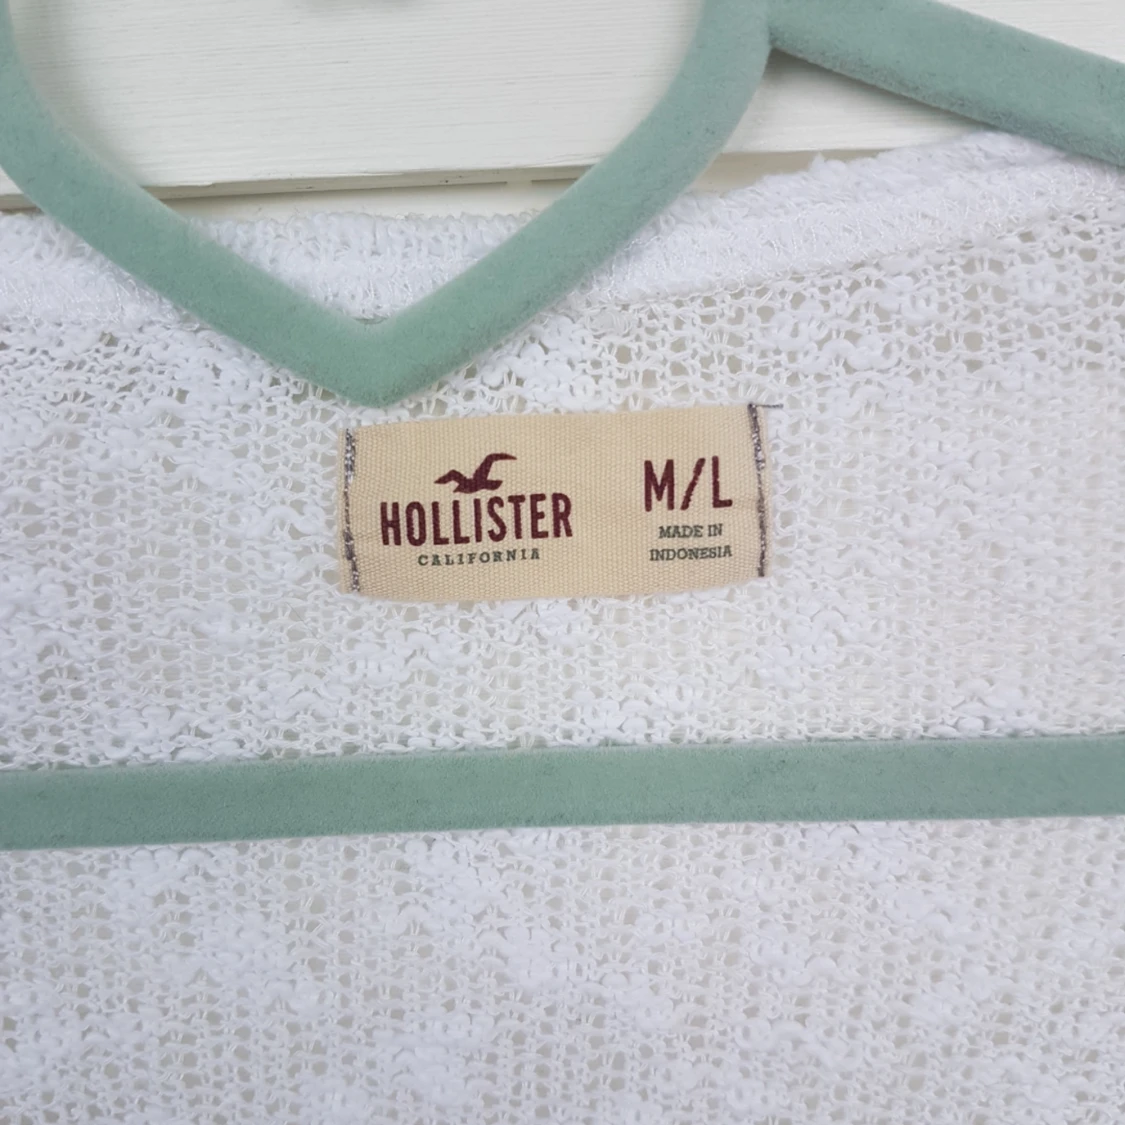 HOLLISTER
CALIFORNIA
M/L
MADE IN
INDONESIA